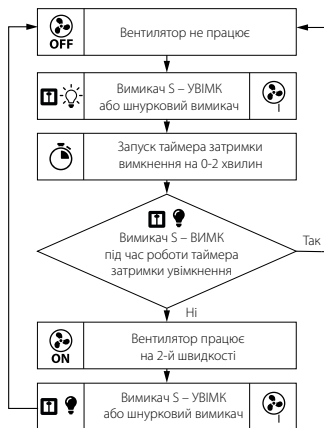 OFF
Вентилятор не працює
Вимикач S – УВІМК
або шнурковий вимикач
Запуск таймера затримки
вимкнення на 0-2 хвилин
Вимикач S – ВИМК
під час роботи таймера
затримки увімкнення
Так
Ні
ON
Вентилятор працює
на 2-й швидкості
Вимикач S – УВІМК
або шнурковий вимикач